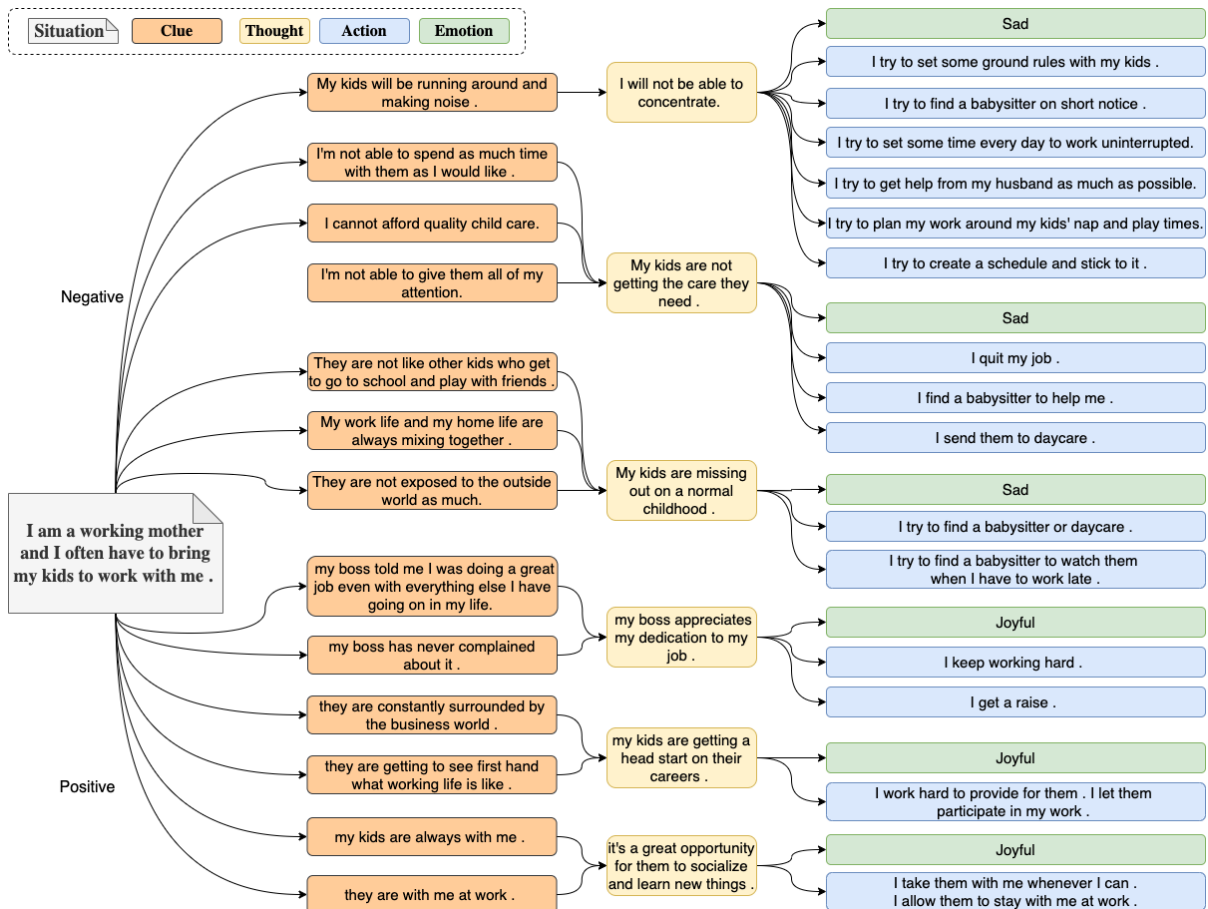 Situation
Clue
Thought
Action
Emotion
Negative
Positive
I am a working mother
and I often have to bring
my kids to work with me .
My kids will be running around and
making noise .
I'm not able to spend as much time
with them as I would like .
I cannot afford quality child care.
I'm not able to give them all of my
attention.
They are not like other kids who get
to go to school and play with friends .
My work life and my home life are
always mixing together .
They are not exposed to the outside
world as much.
my boss told me I was doing a great
job even with everything else I have
going on in my life.
my boss has never complained
about it .
they are constantly surrounded by
the business world .
they are getting to see first hand
what working life is like .
my kids are always with me .
they are with me at work .
I will not be able to
concentrate.
My kids are not
getting the care they
need .
My kids are missing
out on a normal
childhood .
my boss appreciates
my dedication to my
job .
my kids are getting a
head start on their
careers .
it's a great opportunity
for them to socialize
and learn new things .
Sad
I try to set some ground rules with my kids .
I try to find a babysitter on short notice .
I try to set some time every day to work uninterrupted.
I try to get help from my husband as much as possible.
I try to plan my work around my kids' nap and play times.
I try to create a schedule and stick to it .
Sad
I quit my job .
I find a babysitter to help me .
I send them to daycare .
Sad
I try to find a babysitter or daycare .
I try to find a babysitter to watch them
when I have to work late .
Joyful
I keep working hard .
I get a raise .
Joyful
I work hard to provide for them . I let them
participate in my work .
Joyful
I take them with me whenever I can .
I allow them to stay with me at work .